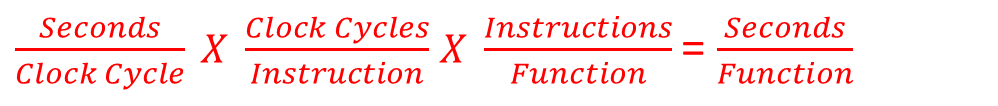 Seconds / Clock Cycle X Clock Cycles / Instruction X Instructions / Function = Seconds / Function